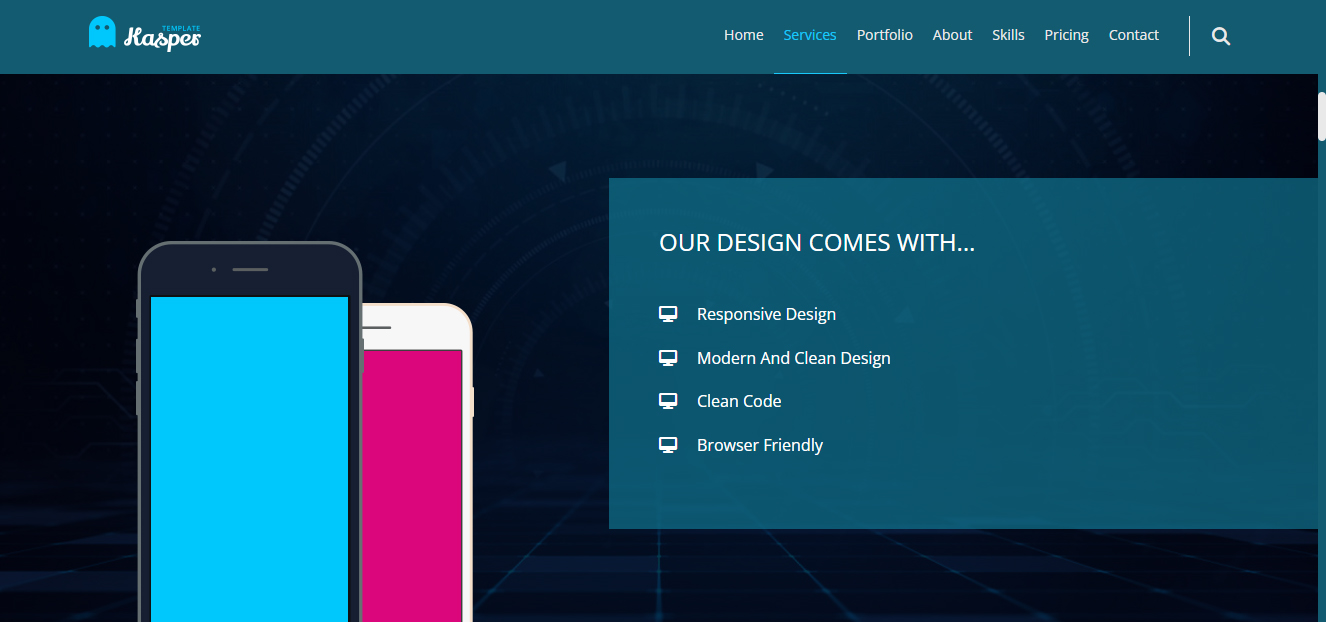 TEMPLATE
Kasper
Home Services Portfolio About Skills Pricing Contact
OUR DESIGN COMES WITH...
Responsive Design
Modern And Clean Design
Clean Code
Browser Friendly